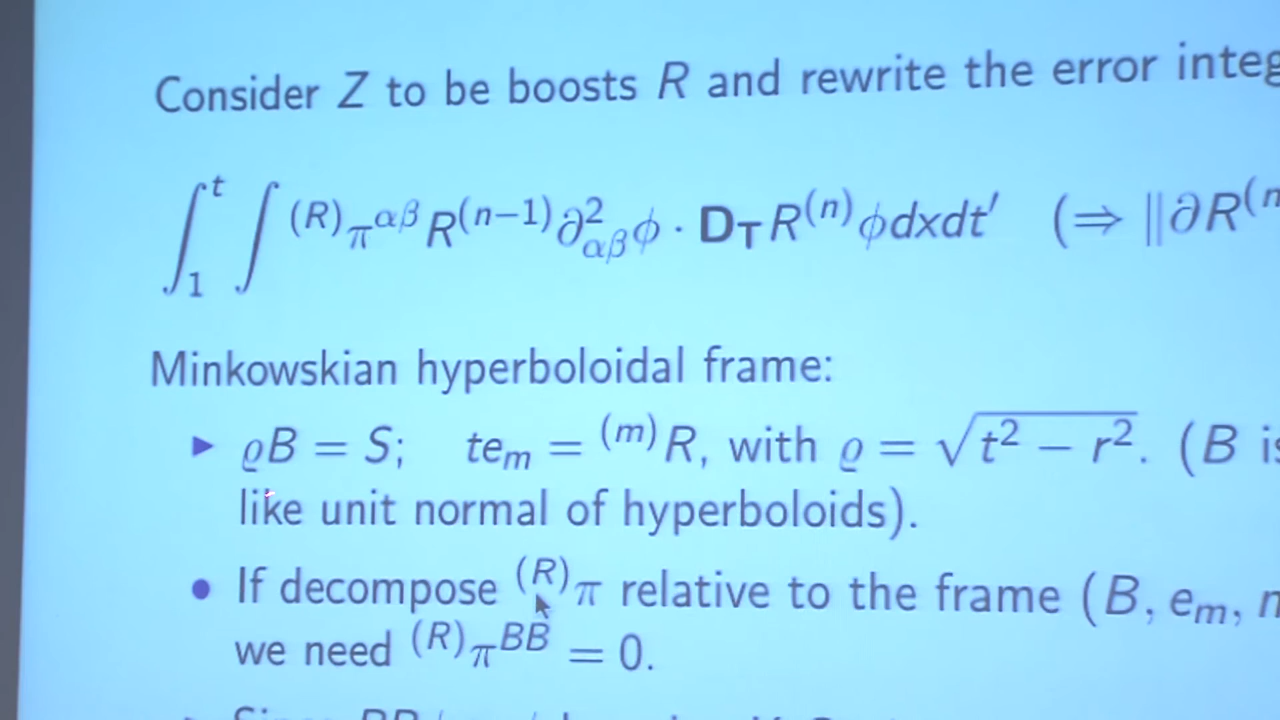 Consider Z to be boosts R and rewrite the error
∫₁ᵗ ∫ ⁽ᴿ⁾π^{αβ} R^{(n−1)} ∂²_{αβ} φ · D_T R^{(n)} φ dx dt′ (⇒ ‖∂R^{(n
Minkowskian hyperboloidal frame:
▶ ϱB = S; te_m = ^{(m)}R, with ϱ = √(t² − r²). (B is
like unit normal of hyperboloids).
• If decompose ^{(R)}π relative to the frame (B, e_m,
we need ^{(R)}π^{BB} = 0.